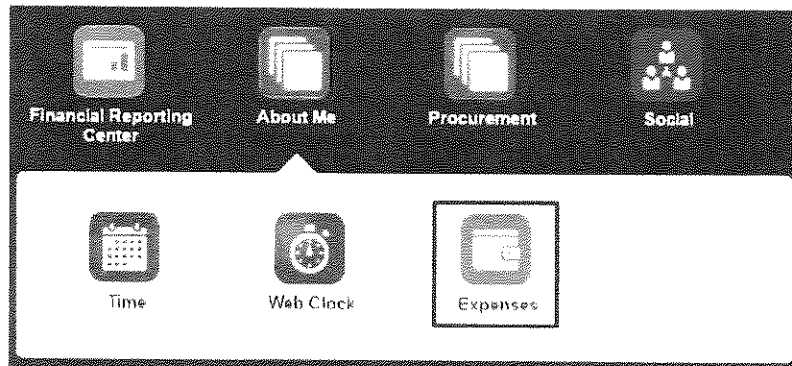 Financial Reporting
Center
About Me
Procurement
Social
Time
Web Clock
Expenses